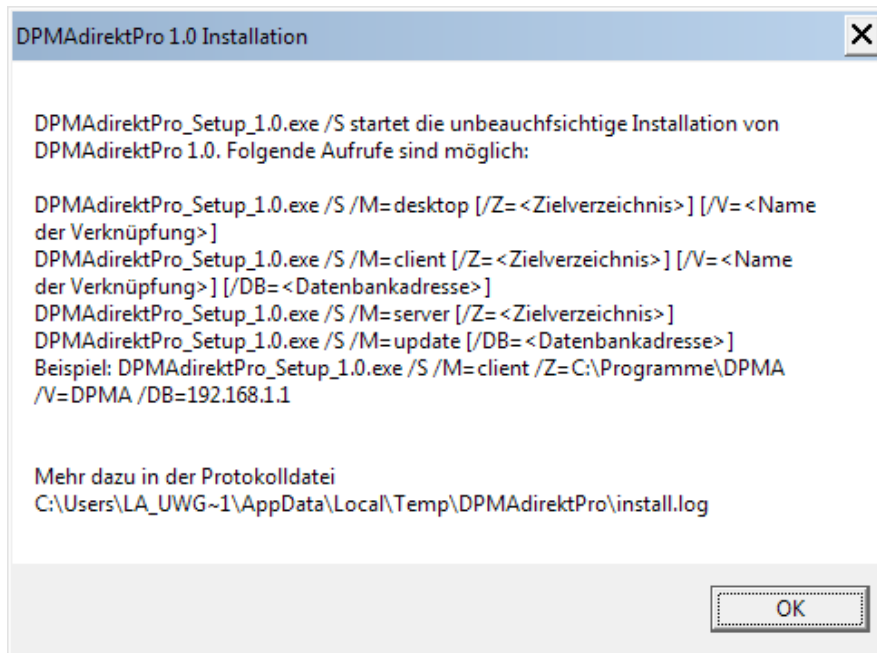 DPMAdirektPro 1.0 Installation
DPMAdirektPro_Setup_1.0.exe /S startet die unbeauchfsichtige Installation von
DPMAdirektPro 1.0. Folgende Aufrufe sind möglich:
DPMAdirektPro_Setup_1.0.exe /S /M=desktop [/Z=<Zielverzeichnis>] [/V=<Name
der Verknüpfung>]
DPMAdirektPro_Setup_1.0.exe /S /M=client [/Z=<Zielverzeichnis>] [/V=<Name
der Verknüpfung>] [/DB=<Datenbankadresse>]
DPMAdirektPro_Setup_1.0.exe /S /M=server [/Z=<Zielverzeichnis>]
DPMAdirektPro_Setup_1.0.exe /S /M=update [/DB=<Datenbankadresse>]
Beispiel: DPMAdirektPro_Setup_1.0.exe /S /M=client /Z=C:\Programme\DPMA
/V=DPMA /DB=192.168.1.1
Mehr dazu in der Protokolldatei
C:\Users\LA_UWG~1\AppData\Local\Temp\DPMAdirektPro\install.log
OK